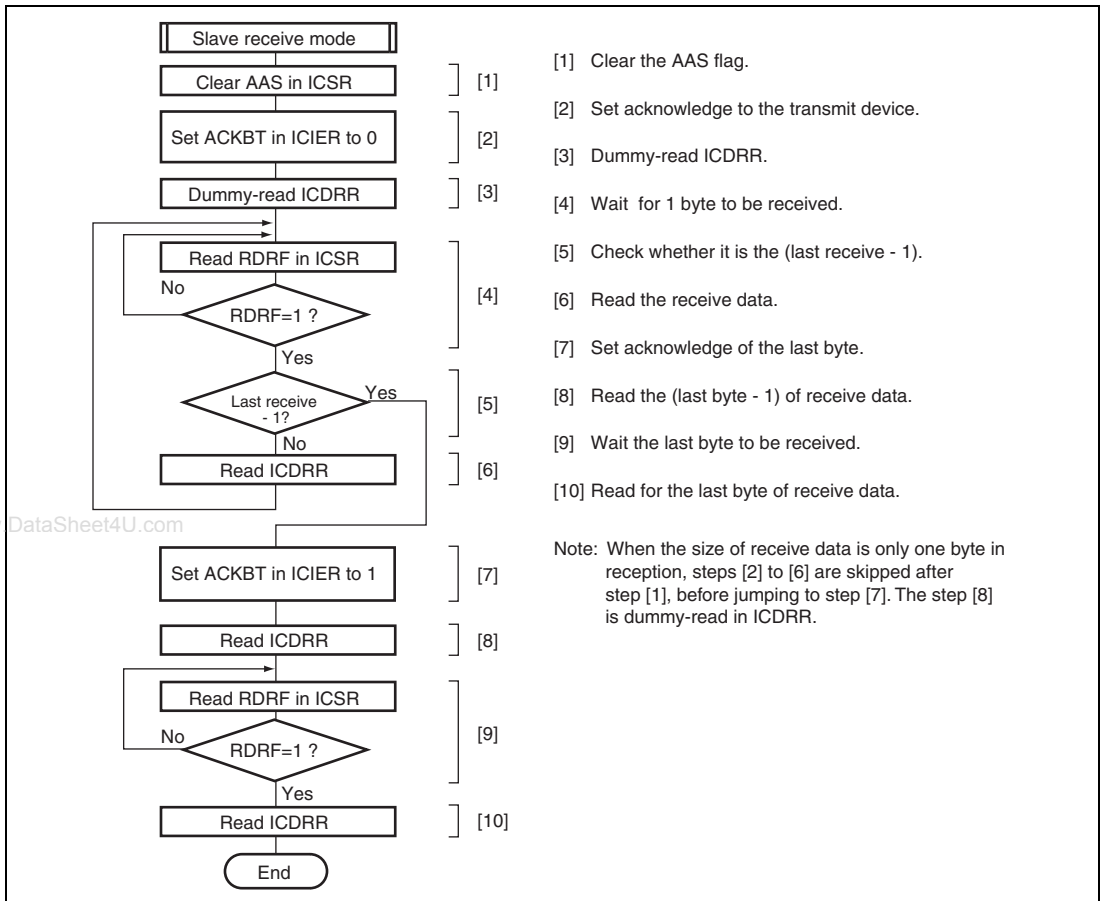 Slave receive mode
Clear AAS in ICSR
[1]
Set ACKBT in ICIER to 0
[2]
Dummy-read ICDRR
[3]
Read RDRF in ICSR
No
RDRF=1 ?
[4]
Yes
Last receive
- 1?
Yes
[5]
No
Read ICDRR
[6]
DataSheet4U.com
Set ACKBT in ICIER to 1
[7]
Read ICDRR
[8]
Read RDRF in ICSR
No
RDRF=1 ?
[9]
Yes
Read ICDRR
[10]
End
[1] Clear the AAS flag.
[2] Set acknowledge to the transmit device.
[3] Dummy-read ICDRR.
[4] Wait for 1 byte to be received.
[5] Check whether it is the (last receive - 1).
[6] Read the receive data.
[7] Set acknowledge of the last byte.
[8] Read the (last byte - 1) of receive data.
[9] Wait the last byte to be received.
[10] Read for the last byte of receive data.
Note: When the size of receive data is only one byte in
reception, steps [2] to [6] are skipped after
step [1], before jumping to step [7]. The step [8]
is dummy-read in ICDRR.